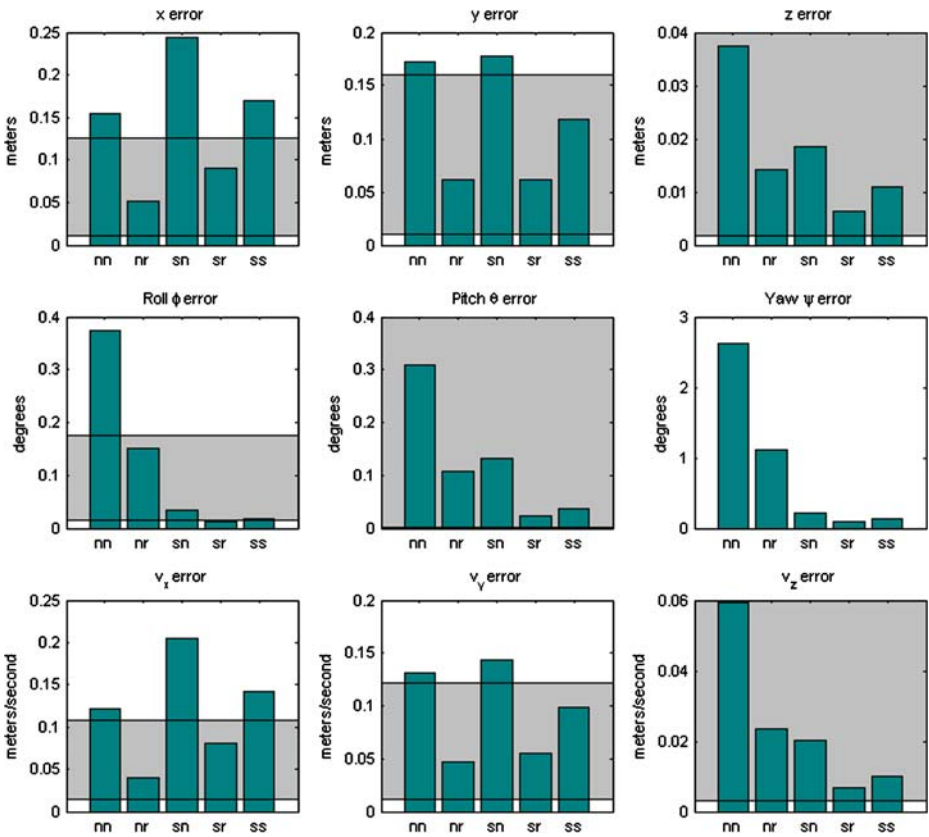 x error
y error
z error
meters
0.25
0.2
0.15
0.1
0.05
0
nn nr sn sr ss
meters
0.2
0.15
0.1
0.05
0
nn nr sn sr ss
meters
0.04
0.03
0.02
0.01
0
nn nr sn sr ss
Roll ϕ error
Pitch θ error
Yaw ψ error
degrees
0.4
0.3
0.2
0.1
0
nn nr sn sr ss
degrees
0.4
0.3
0.2
0.1
0
nn nr sn sr ss
degrees
3
2
1
0
nn nr sn sr ss
v_x error
v_y error
v_z error
meters/second
0.25
0.2
0.15
0.1
0.05
0
nn nr sn sr ss
meters/second
0.2
0.15
0.1
0.05
0
nn nr sn sr ss
meters/second
0.06
0.04
0.02
0
nn nr sn sr ss